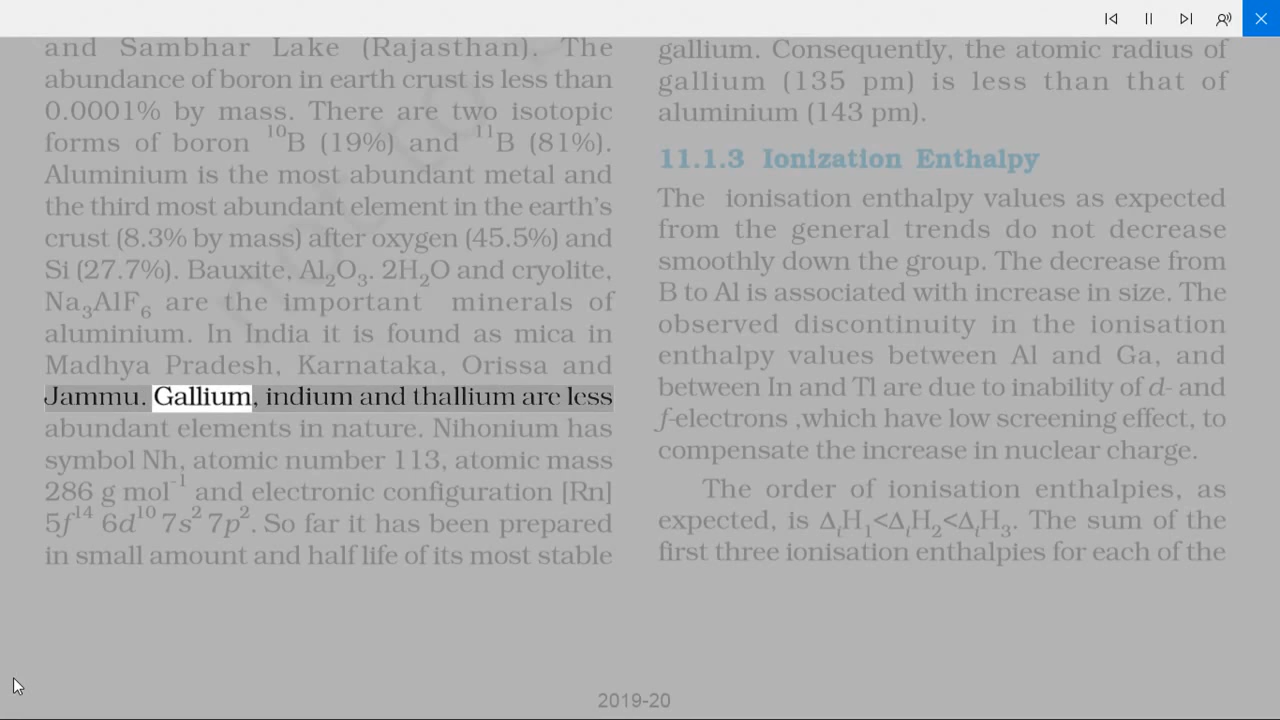 and Sambhar Lake (Rajasthan). The
abundance of boron in earth crust is less than
0.0001% by mass. There are two isotopic
forms of boron ¹⁰B (19%) and ¹¹B (81%).
Aluminium is the most abundant metal and
the third most abundant element in the earth's
crust (8.3% by mass) after oxygen (45.5%) and
Si (27.7%). Bauxite, Al₂O₃. 2H₂O and cryolite,
Na₃AlF₆ are the important minerals of
aluminium. In India it is found as mica in
Madhya Pradesh, Karnataka, Orissa and
Jammu. Gallium, indium and thallium are less
abundant elements in nature. Nihonium has
symbol Nh, atomic number 113, atomic mass
286 g mol⁻¹ and electronic configuration [Rn]
5f¹⁴ 6d¹⁰ 7s² 7p². So far it has been prepared
in small amount and half life of its most stable
gallium. Consequently, the atomic radius of
gallium (135 pm) is less than that of
aluminium (143 pm).
11.1.3 Ionization Enthalpy
The ionisation enthalpy values as expected
from the general trends do not decrease
smoothly down the group. The decrease from
B to Al is associated with increase in size. The
observed discontinuity in the ionisation
enthalpy values between Al and Ga, and
between In and Tl are due to inability of d- and
f-electrons ,which have low screening effect, to
compensate the increase in nuclear charge.
The order of ionisation enthalpies, as
expected, is ΔᵢH₁<ΔᵢH₂<ΔᵢH₃. The sum of the
first three ionisation enthalpies for each of the
2019-20
not to